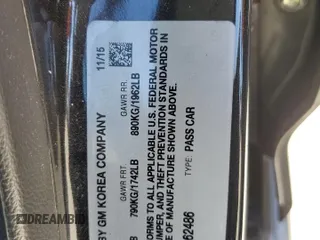 BY GM KOREA COMPANY 11/15
GAWR FRT GAWR RR
790KG/1742LB 890KG/1962LB
ORMS TO ALL APPLICABLE U.S. FEDERAL MOTOR
UMPER, AND THEFT PREVENTION STANDARDS IN
E OF MANUFACTURE SHOWN ABOVE.
62486 TYPE: PASS CAR
DREAMBID